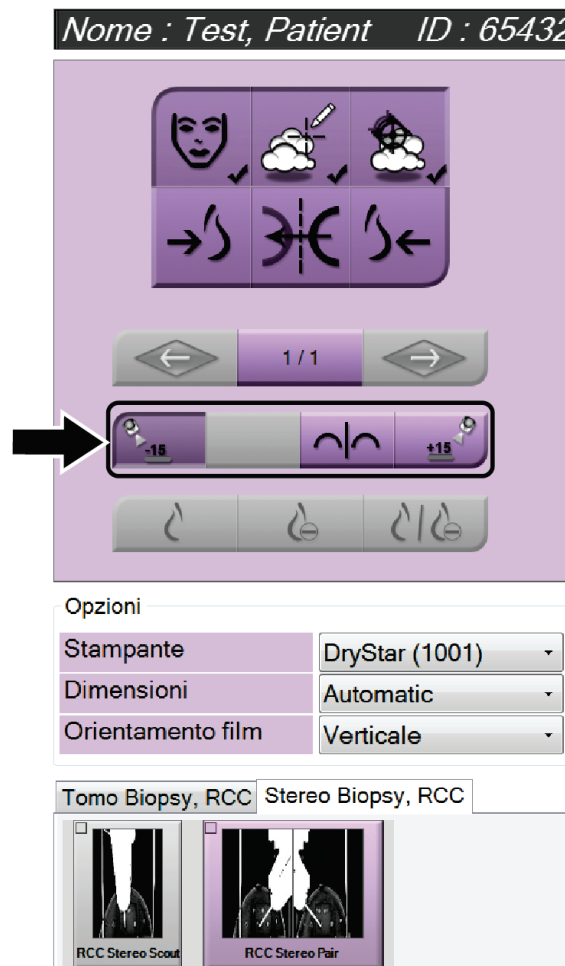 Nome : Test, Patient ID : 65432
1 / 1
-15 +15
Opzioni
Stampante DryStar (1001)
Dimensioni Automatic
Orientamento film Verticale
Tomo Biopsy, RCC Stereo Biopsy, RCC
RCC Stereo Scout RCC Stereo Pair